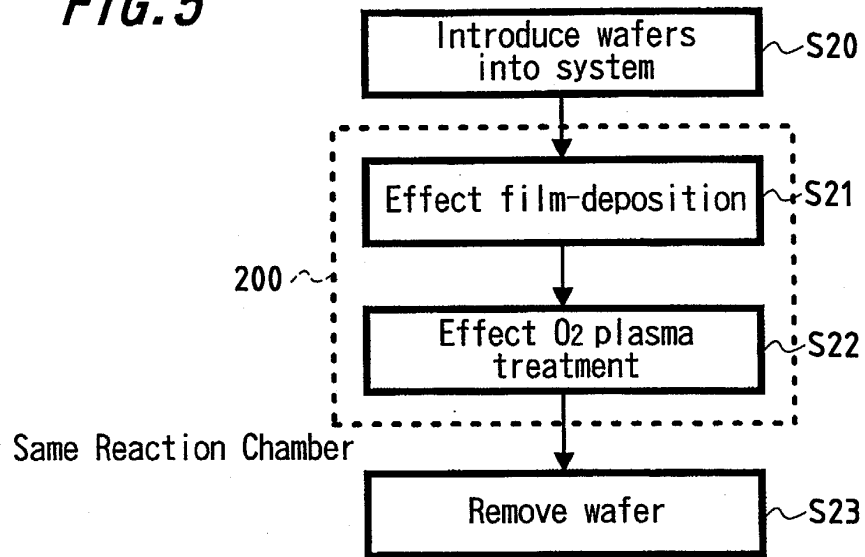 FIG. 5
Introduce wafers
into system
S20
Effect film-deposition
S21
200
Effect O2 plasma
treatment
S22
Same Reaction Chamber
Remove wafer
S23